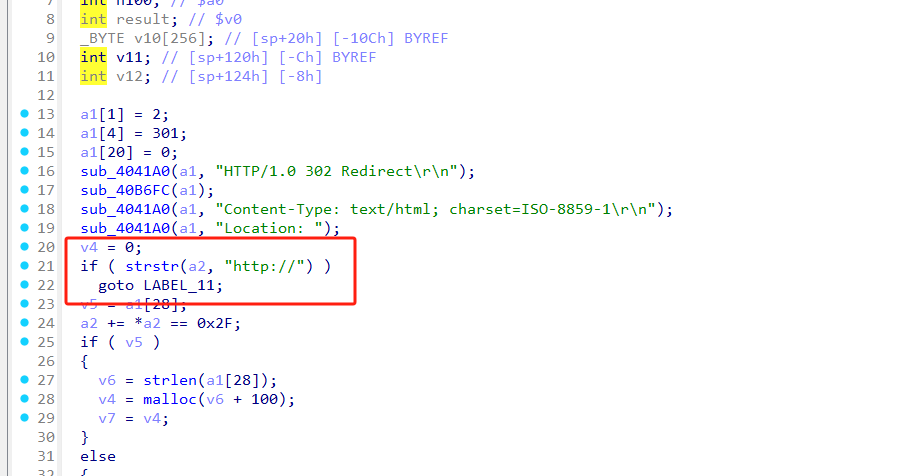 7 int n100; // $a0
8 int result; // $v0
9 _BYTE v10[256]; // [sp+20h] [-10Ch] BYREF
10 int v11; // [sp+120h] [-Ch] BYREF
11 int v12; // [sp+124h] [-8h]
12
13 a1[1] = 2;
14 a1[4] = 301;
15 a1[20] = 0;
16 sub_4041A0(a1, "HTTP/1.0 302 Redirect\r\n");
17 sub_40B6FC(a1);
18 sub_4041A0(a1, "Content-Type: text/html; charset=ISO-8859-1\r\n");
19 sub_4041A0(a1, "Location: ");
20 v4 = 0;
21 if ( strstr(a2, "http://") )
22 goto LABEL_11;
23 v5 = a1[28];
24 a2 += *a2 == 0x2F;
25 if ( v5 )
26 {
27 v6 = strlen(a1[28]);
28 v4 = malloc(v6 + 100);
29 v7 = v4;
30 }
31 else
32 {